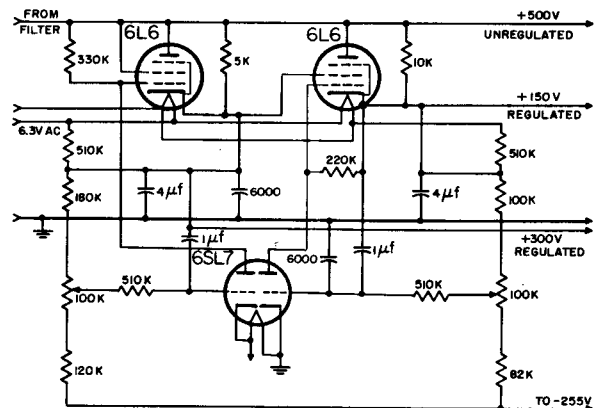 FROM
FILTER
6L6
6L6
+500V
UNREGULATED
330K
5K
10K
+150V
REGULATED
6.3V AC
510K
510K
220K
180K
4µf
6000
4µf
100K
+300V
REGULATED
1µf
6SL7
6000
1µf
510K
510K
100K
100K
120K
82K
TO -255V